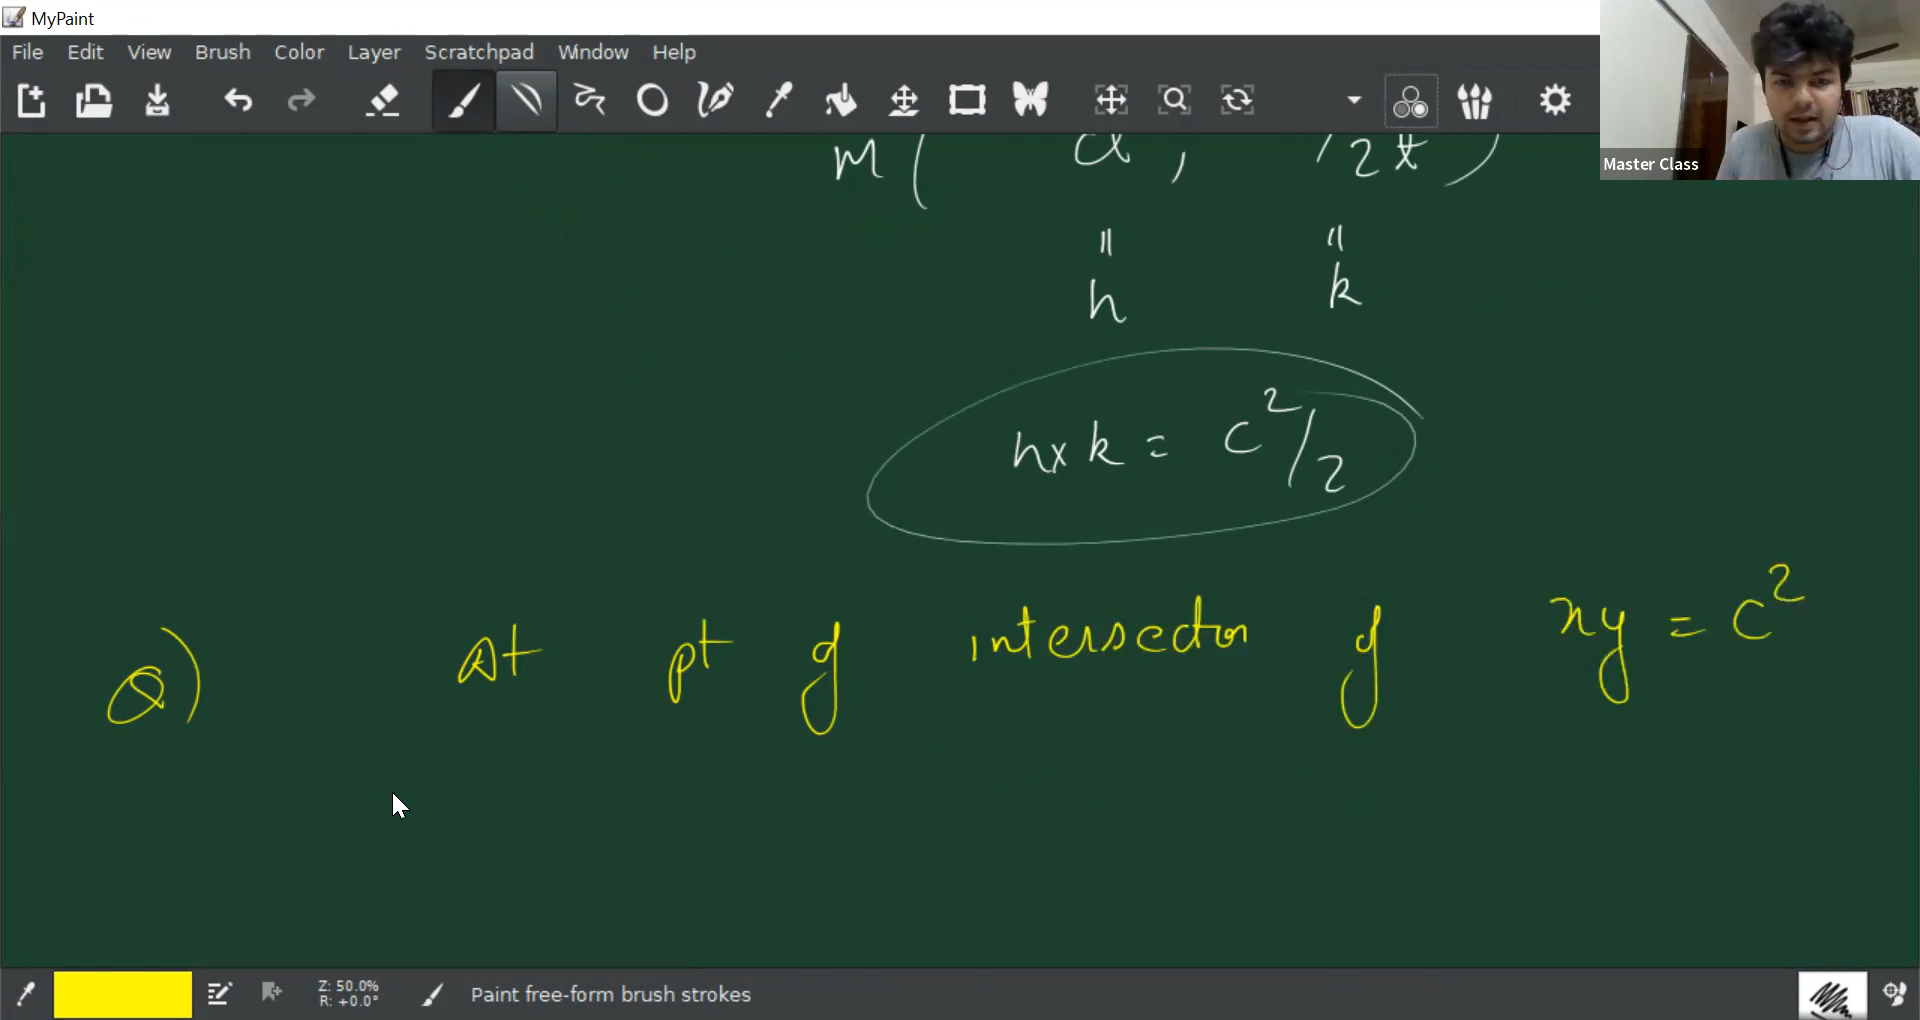 MyPaint
File Edit View Brush Color Layer Scratchpad Window Help
Master Class
M ( , /2t )
= =
h k
h x k = c²/2
Q) At pt of intersection of xy = c²
Z: 50.0%
R: +0.0°
Paint free-form brush strokes